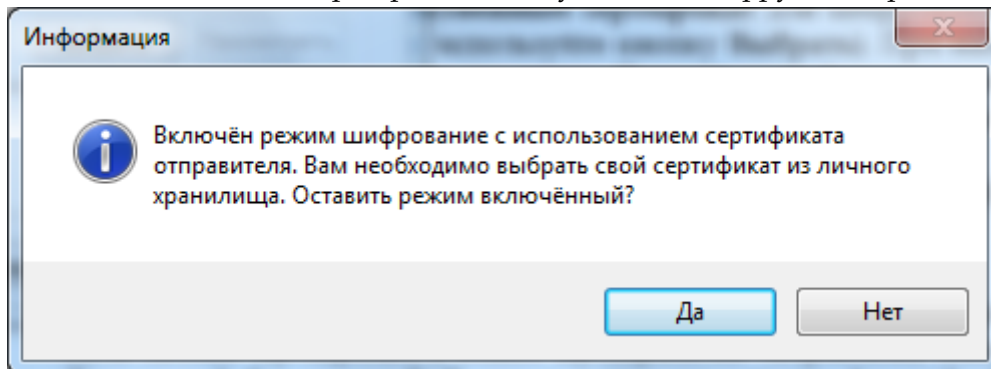 Информация
Включён режим шифрование с использованием сертификата
отправителя. Вам необходимо выбрать свой сертификат из личного
хранилища. Оставить режим включённый?
Да
Нет